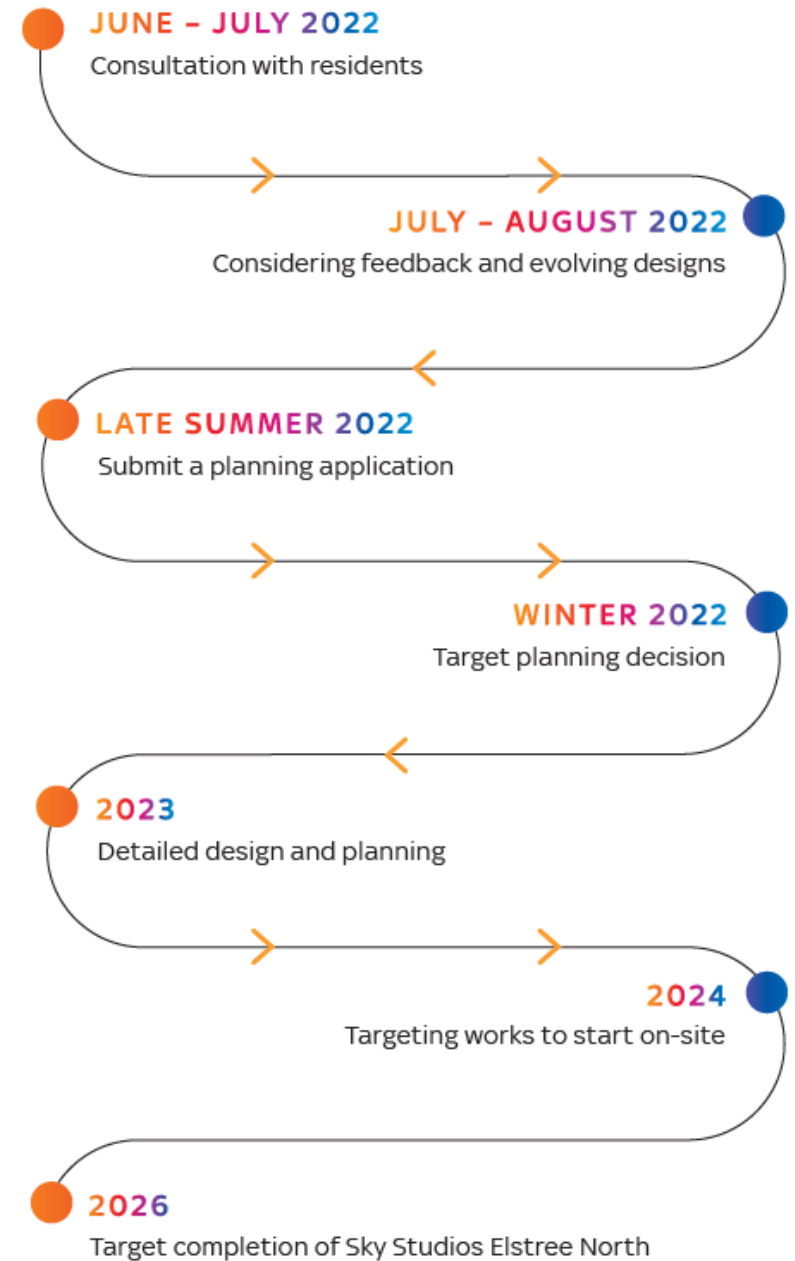 JUNE – JULY 2022
Consultation with residents
JULY – AUGUST 2022
Considering feedback and evolving designs
LATE SUMMER 2022
Submit a planning application
WINTER 2022
Target planning decision
2023
Detailed design and planning
2024
Targeting works to start on-site
2026
Target completion of Sky Studios Elstree North